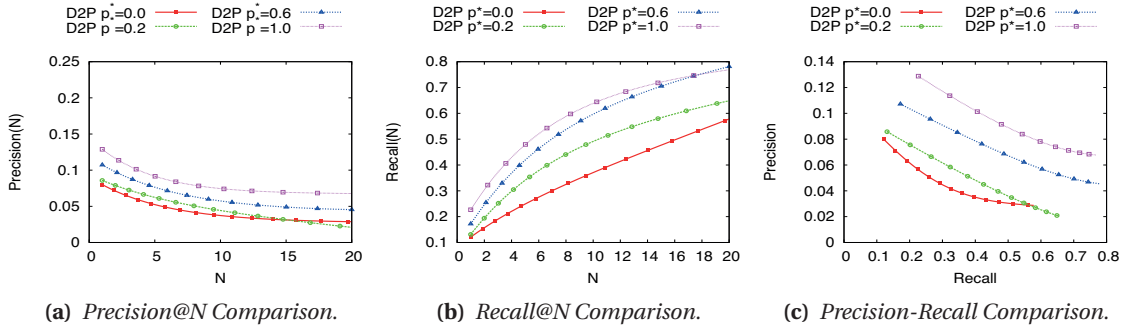 D2P p*=0.0
D2P p*=0.6
D2P p*=0.2
D2P p*=1.0
Precision(N)
0.25
0.2
0.15
0.1
0.05
0
0 5 10 15 20
N
(a) Precision@N Comparison.
D2P p*=0.0
D2P p*=0.6
D2P p*=0.2
D2P p*=1.0
Recall(N)
0.8
0.7
0.6
0.5
0.4
0.3
0.2
0.1
0 2 4 6 8 10 12 14 16 18 20
N
(b) Recall@N Comparison.
D2P p*=0.0
D2P p*=0.6
D2P p*=0.2
D2P p*=1.0
Precision
0.14
0.12
0.1
0.08
0.06
0.04
0.02
0
0 0.1 0.2 0.3 0.4 0.5 0.6 0.7 0.8
Recall
(c) Precision-Recall Comparison.